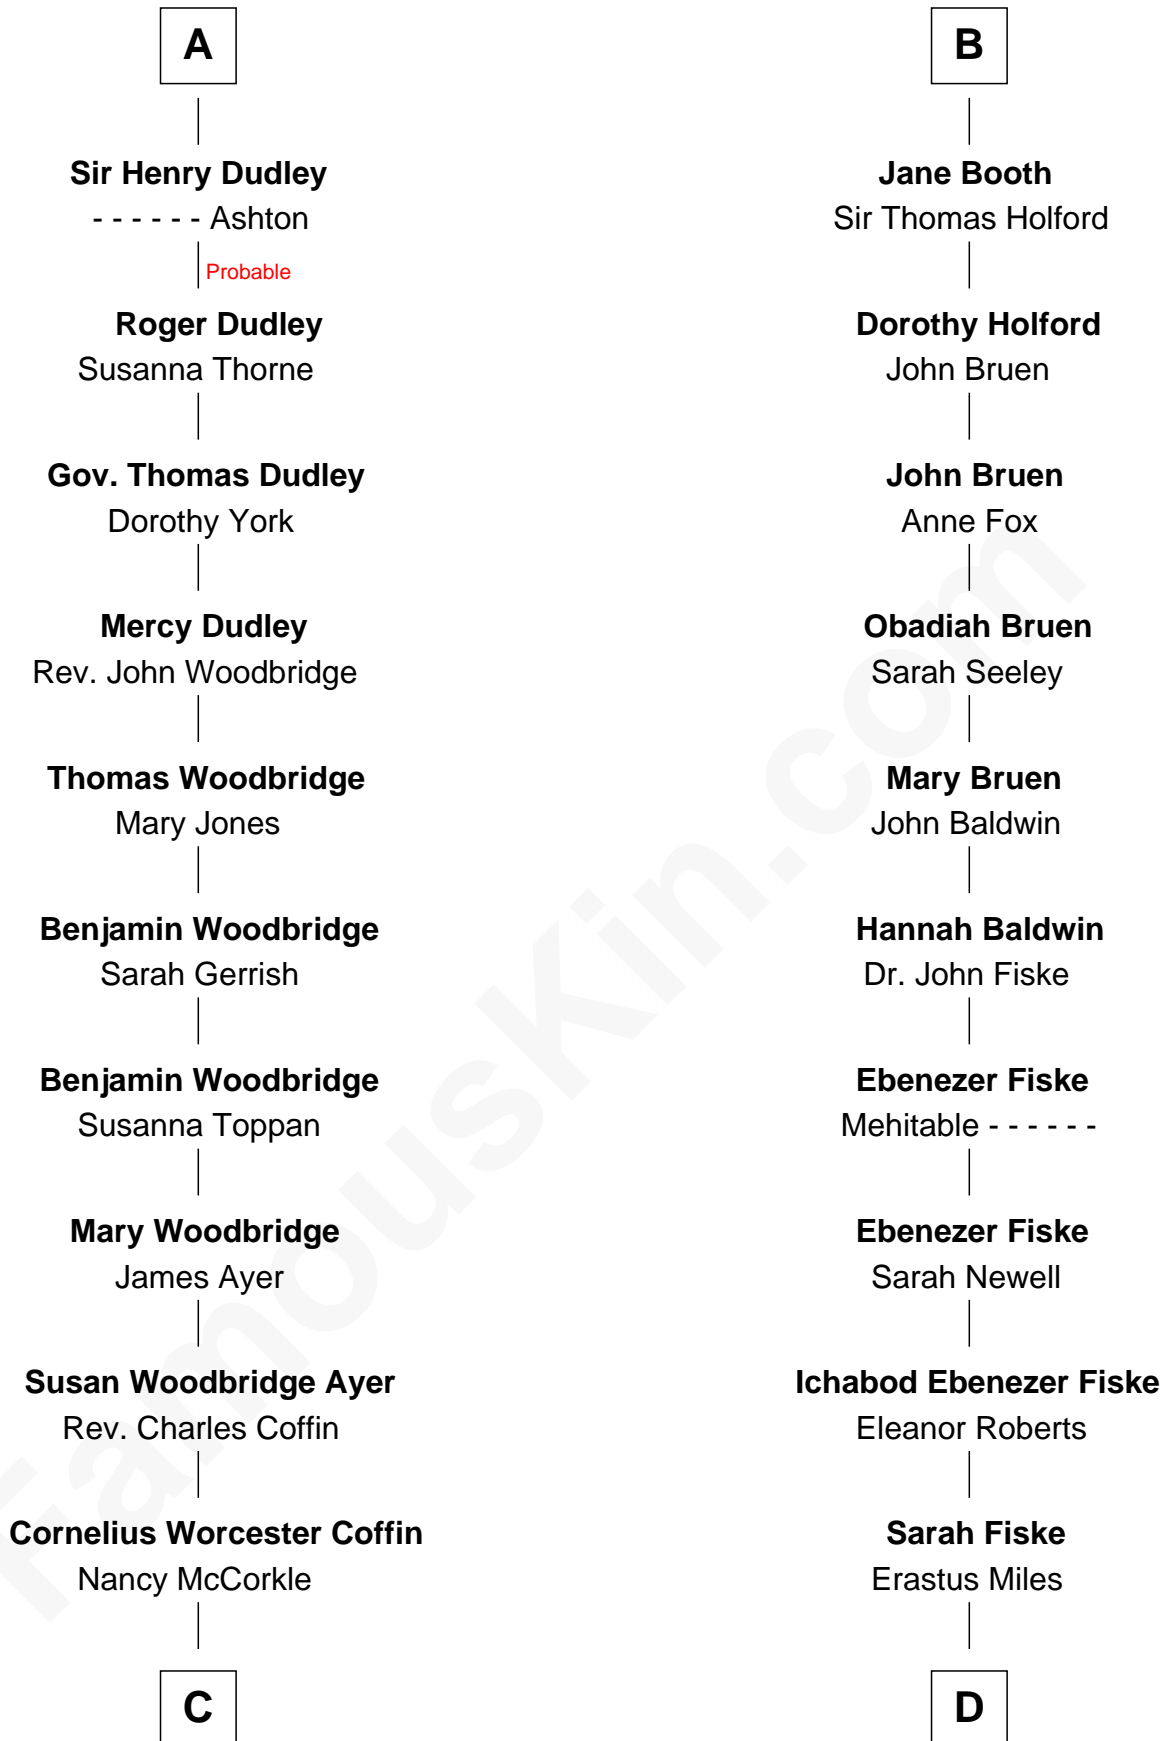 A
Sir Henry Dudley
- - - - - - Ashton
Probable
Roger Dudley
Susanna Thorne
Gov. Thomas Dudley
Dorothy York
Mercy Dudley
Rev. John Woodbridge
Thomas Woodbridge
Mary Jones
Benjamin Woodbridge
Sarah Gerrish
Benjamin Woodbridge
Susanna Toppan
Mary Woodbridge
James Ayer
Susan Woodbridge Ayer
Rev. Charles Coffin
Cornelius Worcester Coffin
Nancy McCorkle
C
B
Jane Booth
Sir Thomas Holford
Dorothy Holford
John Bruen
John Bruen
Anne Fox
Obadiah Bruen
Sarah Seeley
Mary Bruen
John Baldwin
Hannah Baldwin
Dr. John Fiske
Ebenezer Fiske
Mehitable - - - - - -
Ebenezer Fiske
Sarah Newell
Ichabod Ebenezer Fiske
Eleanor Roberts
Sarah Fiske
Erastus Miles
D
FamousKin.com